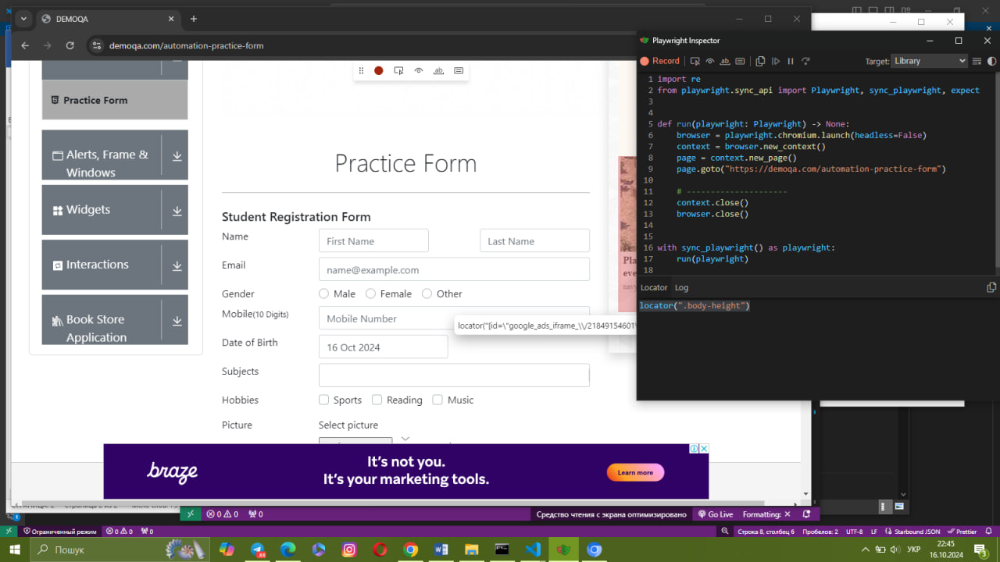 DEMOQA
demoqa.com/automation-practice-form
Practice Form
Alerts, Frame &
Windows
Widgets
Interactions
Book Store
Application
Practice Form
Student Registration Form
Name
First Name
Last Name
Email
name@example.com
Gender
Male
Female
Other
Mobile(10 Digits)
Mobile Number
locator("[id=\"google_ads_iframe_\\/21849154601\
Date of Birth
16 Oct 2024
Subjects
Hobbies
Sports
Reading
Music
Picture
Select picture
braze
It's not you.
It's your marketing tools.
Learn more
Playwright Inspector
Record
Target:
Library
1 import re
2 from playwright.sync_api import Playwright, sync_playwright, expect
3
4
5 def run(playwright: Playwright) -> None:
6 browser = playwright.chromium.launch(headless=False)
7 context = browser.new_context()
8 page = context.new_page()
9 page.goto("https://demoqa.com/automation-practice-form")
10
11 # ---------------------
12 context.close()
13 browser.close()
14
15
16 with sync_playwright() as playwright:
17 run(playwright)
18
Locator
Log
locator(".body-height")
0 0 0
Средство чтения с экрана оптимизировано
Go Live
Formatting:
Ограниченный режим
0 0 0
Строка 8, столбец 6
Пробелов: 2
UTF-8
LF
Starbound JSON
Prettier
Пошук
УКР
22:45
16.10.2024
3